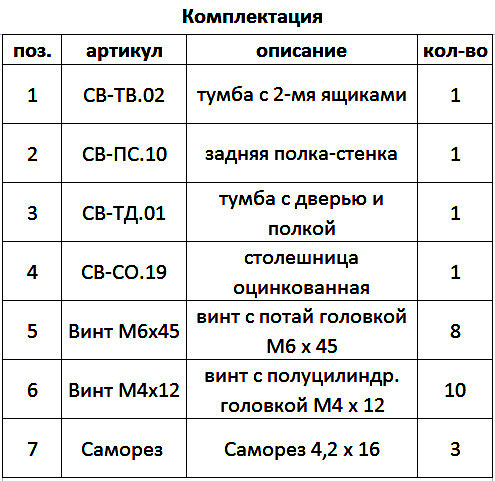 Комплектация
поз. артикул описание кол-во
1 СВ-ТВ.02 тумба с 2-мя ящиками 1
2 СВ-ПС.10 задняя полка-стенка 1
3 СВ-ТД.01 тумба с дверью и полкой 1
4 СВ-СО.19 столешница оцинкованная 1
5 Винт М6х45 винт с потай головкой М6 х 45 8
6 Винт М4х12 винт с полуцилиндр. головкой М4 х 12 10
7 Саморез Саморез 4,2 х 16 3